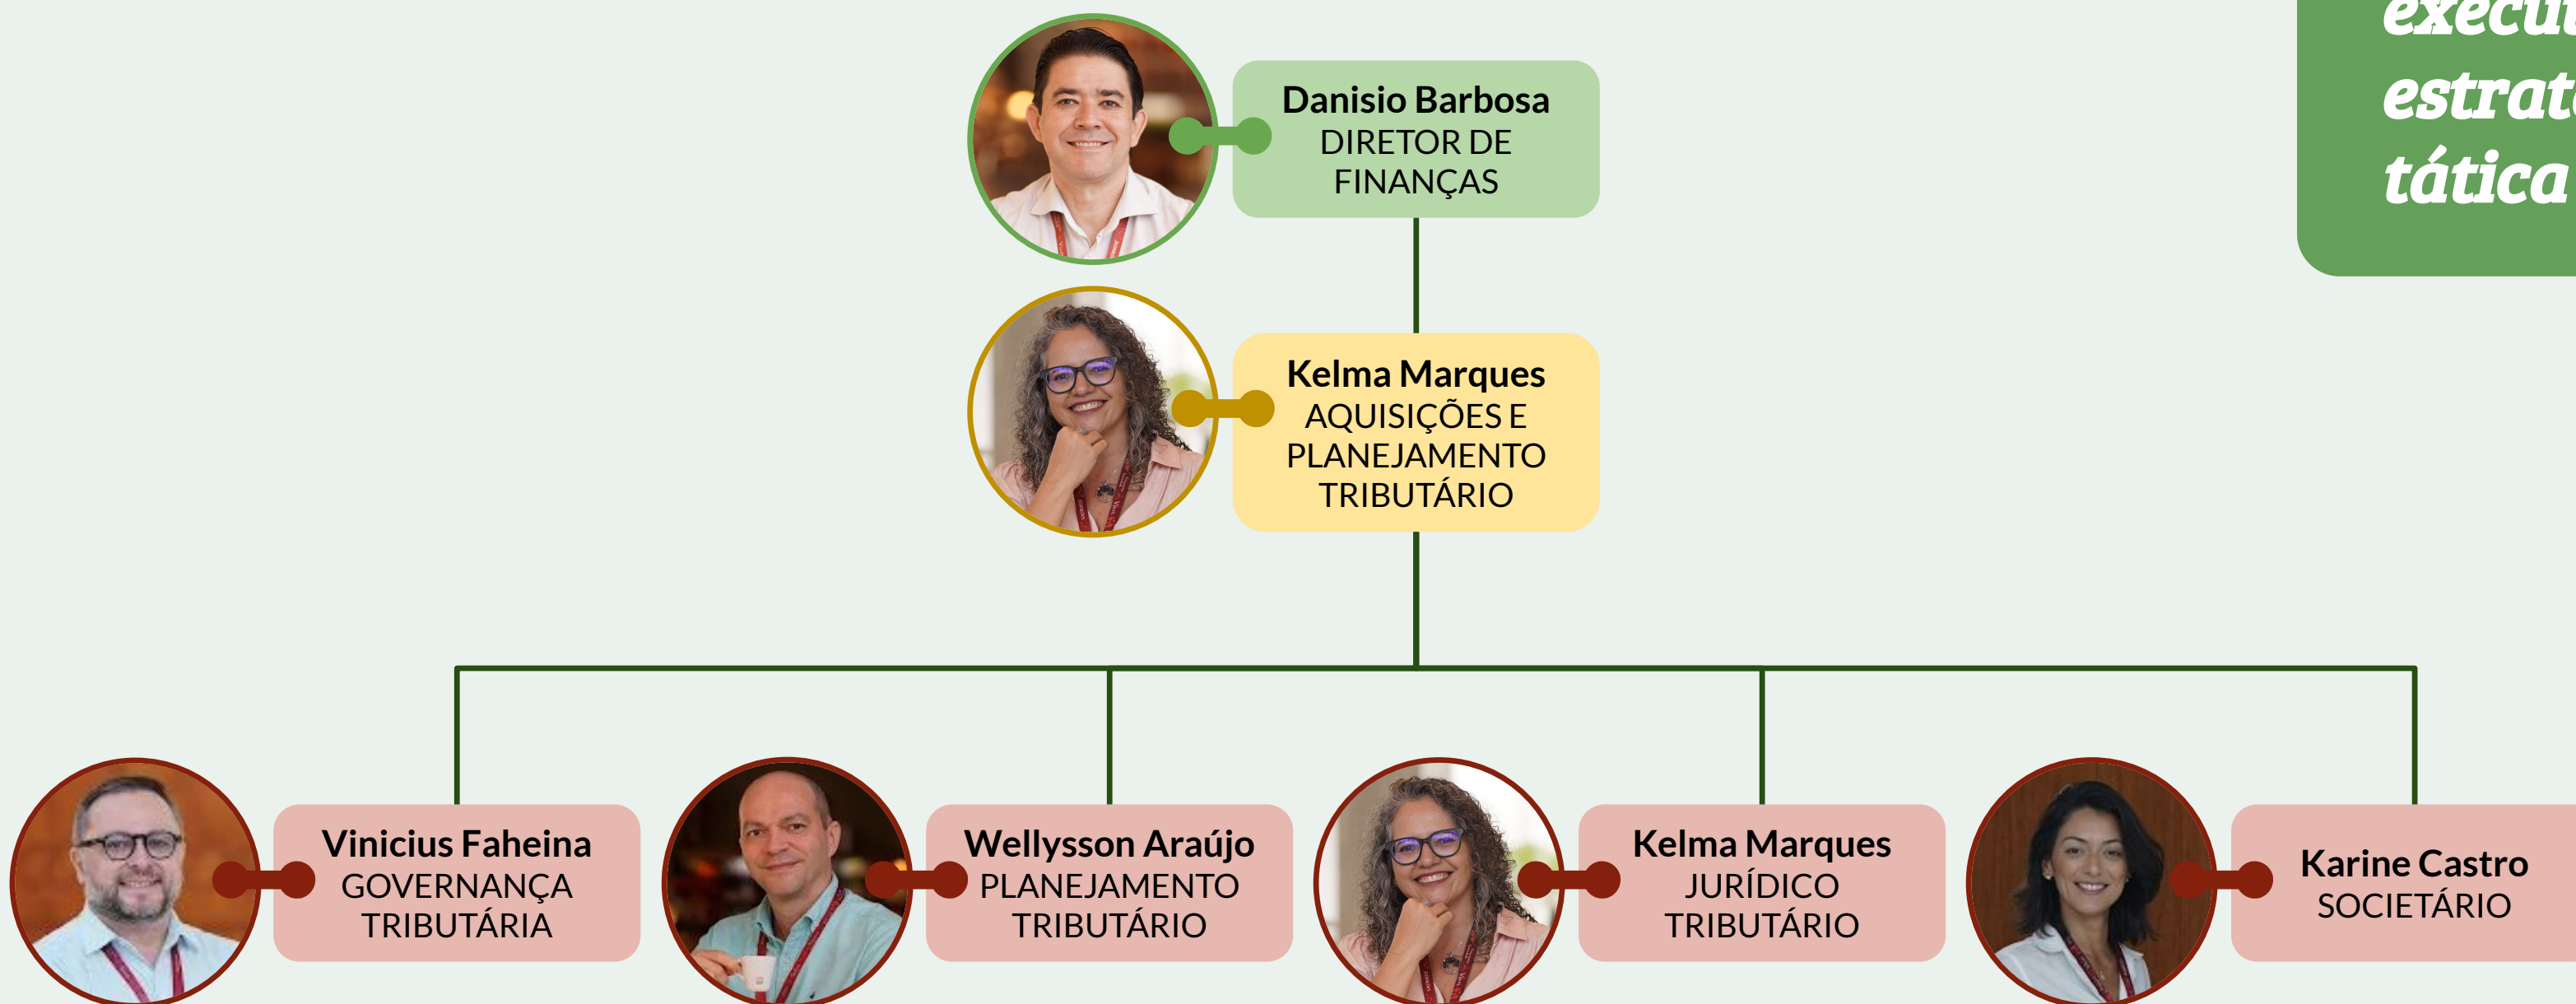 Danisio Barbosa
DIRETOR DE
FINANÇAS
estrat
tática
Kelma Marques
AQUISIÇÕES E
PLANEJAMENTO
TRIBUTÁRIO
Vinicius Faheina
GOVERNANÇA
TRIBUTÁRIA
Wellysson Araújo
PLANEJAMENTO
TRIBUTÁRIO
Kelma Marques
JURÍDICO
TRIBUTÁRIO
Karine Castro
SOCIETÁRIO